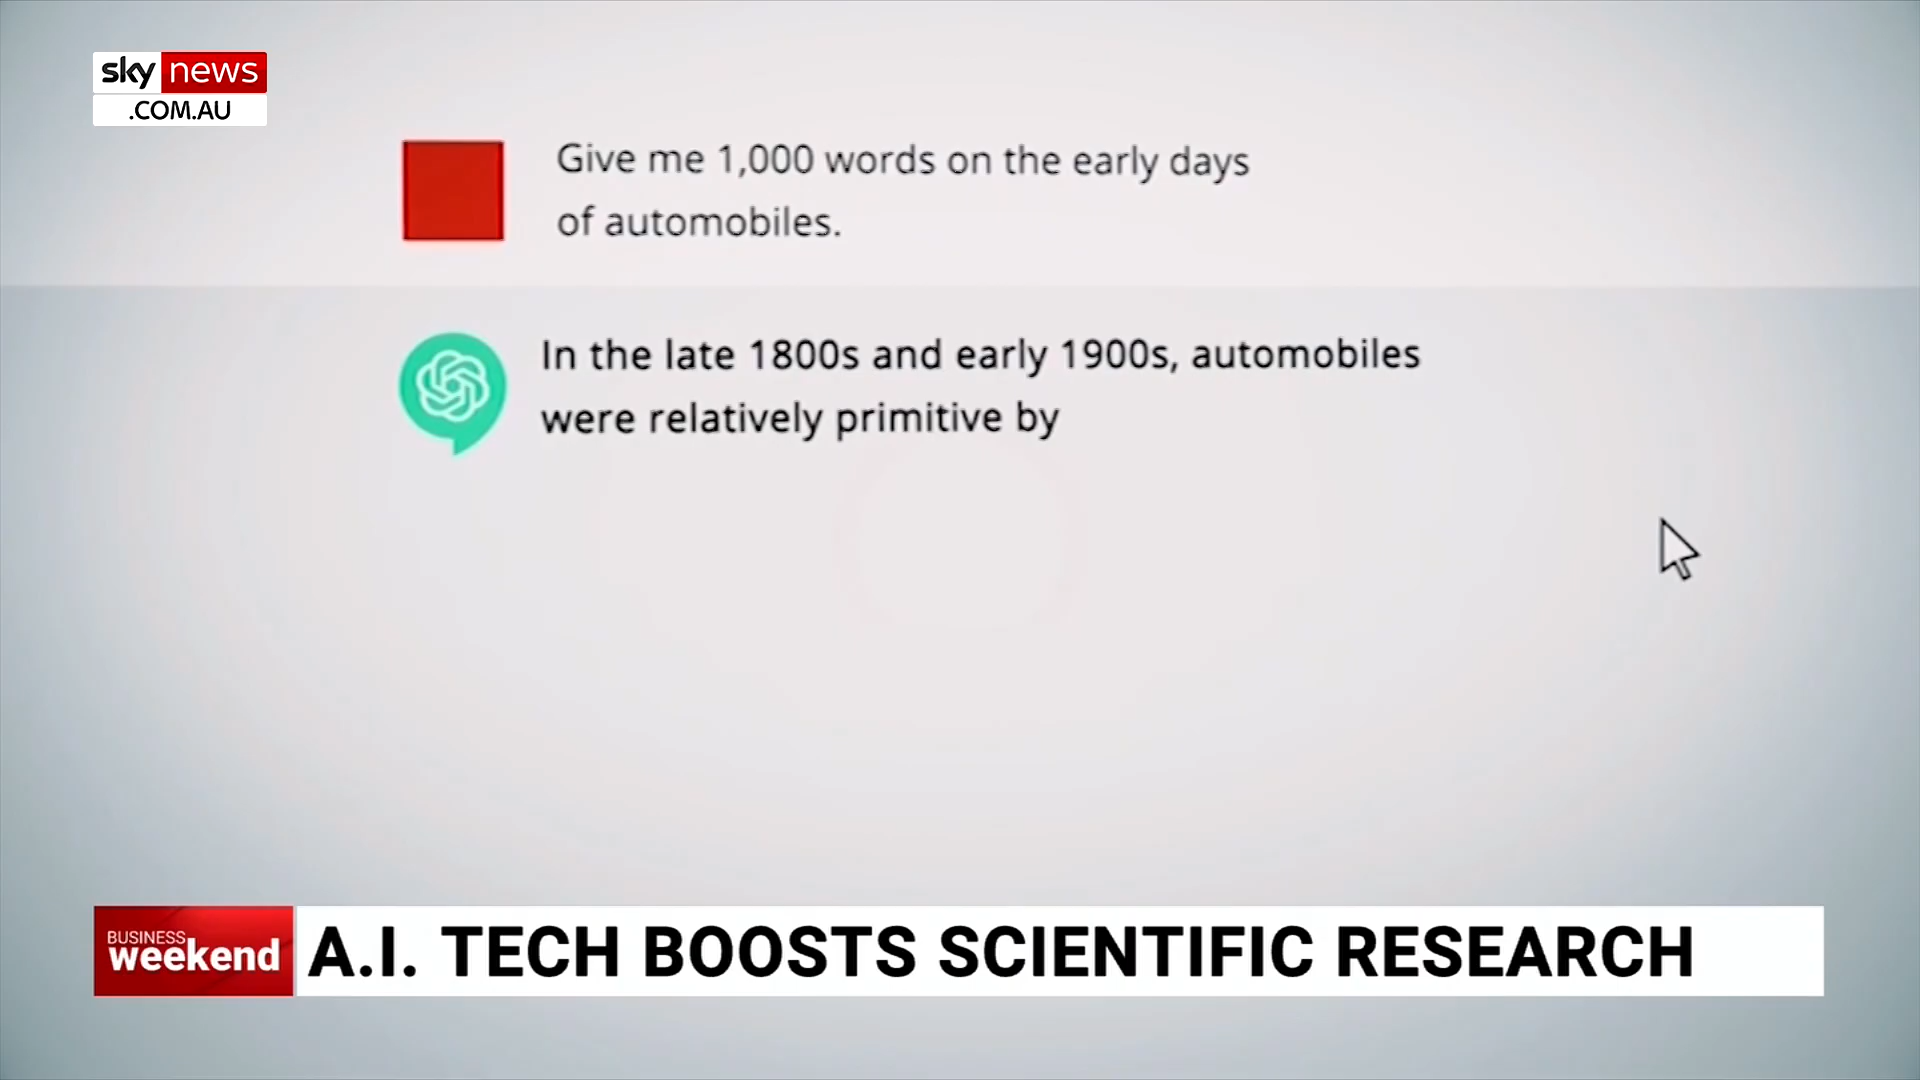 sky news
.COM.AU
Give me 1,000 words on the early days
of automobiles.
In the late 1800s and early 1900s, automobiles
were relatively primitive by
BUSINESS
weekend
A.I. TECH BOOSTS SCIENTIFIC RESEARCH